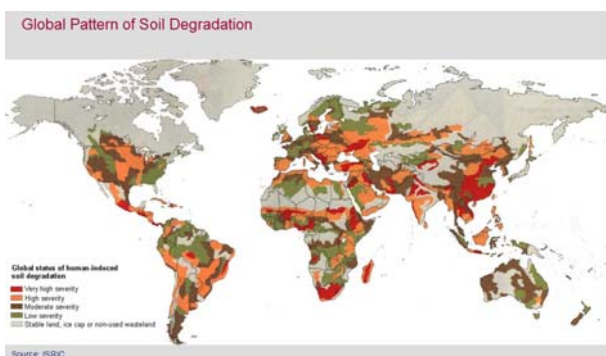 Global Pattern of Soil Degradation
Global status of human induced
soil degradation
Very high severity
High severity
Moderate severity
Low severity
Stable land, ice cap or non-used wasteland
Source: ISRIC